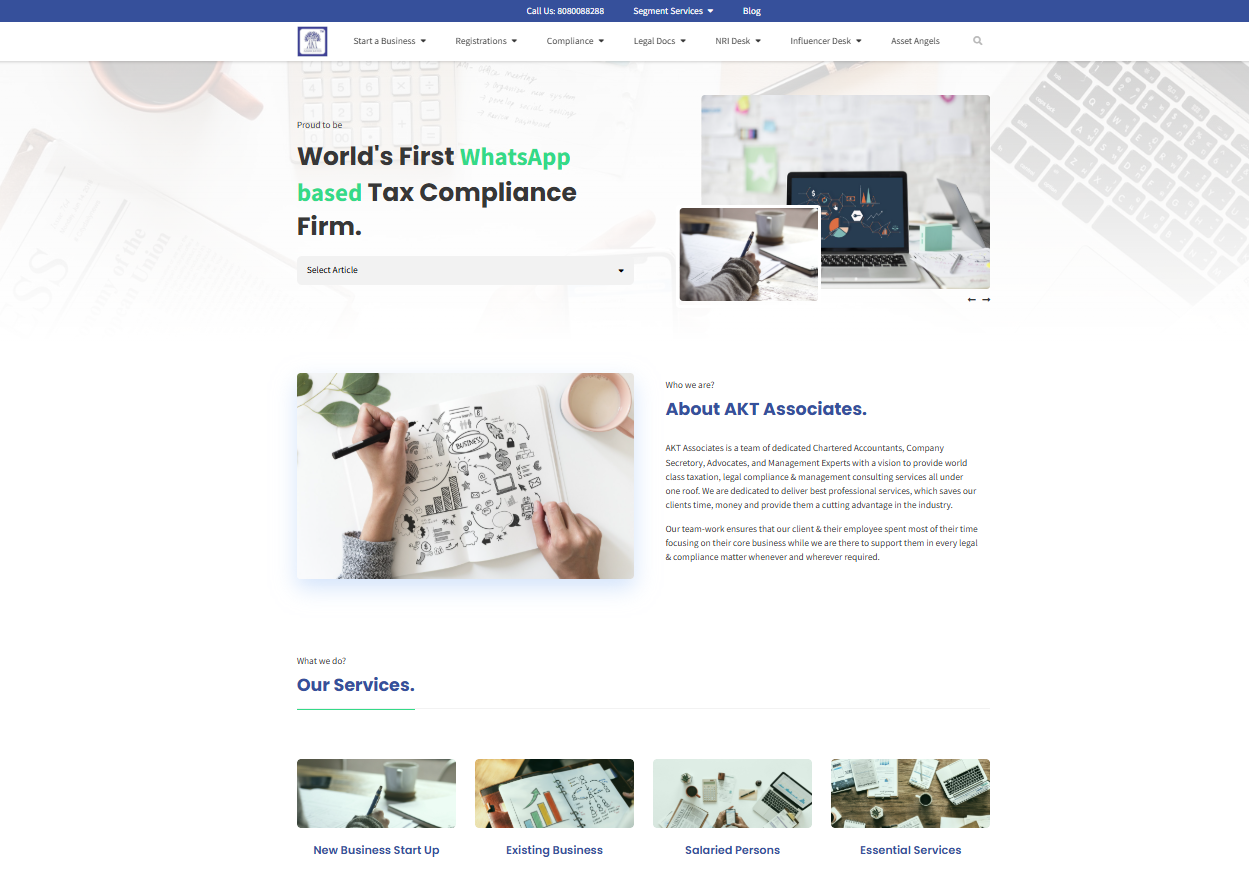 Call Us: 8080088288 Segment Services Blog
Start a Business Registrations Compliance Legal Docs NRI Desk Influencer Desk Asset Angels
Proud to be
World's First WhatsApp
based Tax Compliance
Firm.
Select Article
BUSINESS
Who we are?
About AKT Associates.
AKT Associates is a team of dedicated Chartered Accountants, Company
Secretory, Advocates, and Management Experts with a vision to provide world
class taxation, legal compliance & management consulting services all under
one roof. We are dedicated to deliver best professional services, which saves our
clients time, money and provide them a cutting advantage in the industry.
Our team-work ensures that our client & their employee spent most of their time
focusing on their core business while we are there to support them in every legal
& compliance matter whenever and wherever required.
What we do?
Our Services.
New Business Start Up
Existing Business
Salaried Persons
Essential Services